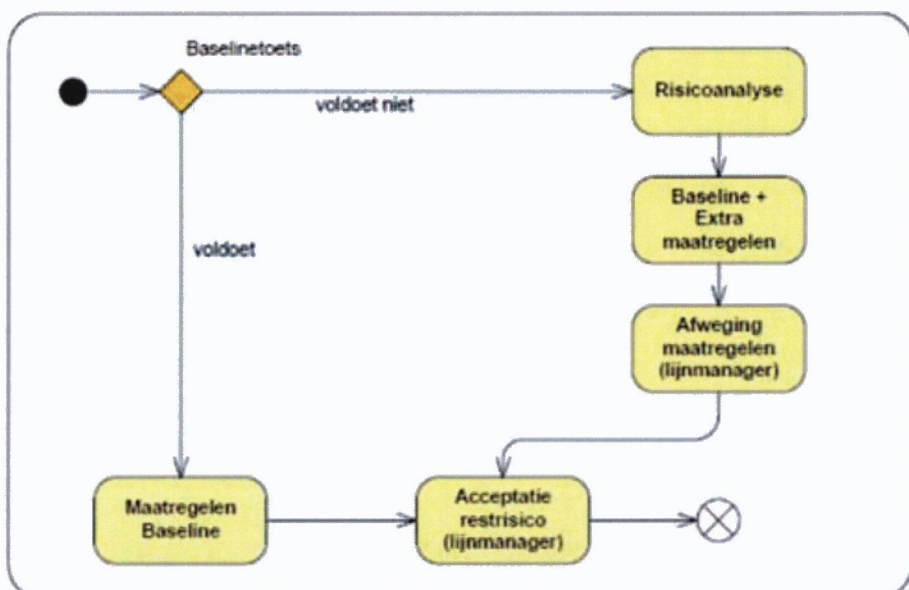 Baselinetoets
voldoet niet
Risicoanalyse
Baseline +
Extra
maatregelen
voldoet
Afweging
maatregelen
(lijnmanager)
Maatregelen
Baseline
Acceptatie
restrisico
(lijnmanager)